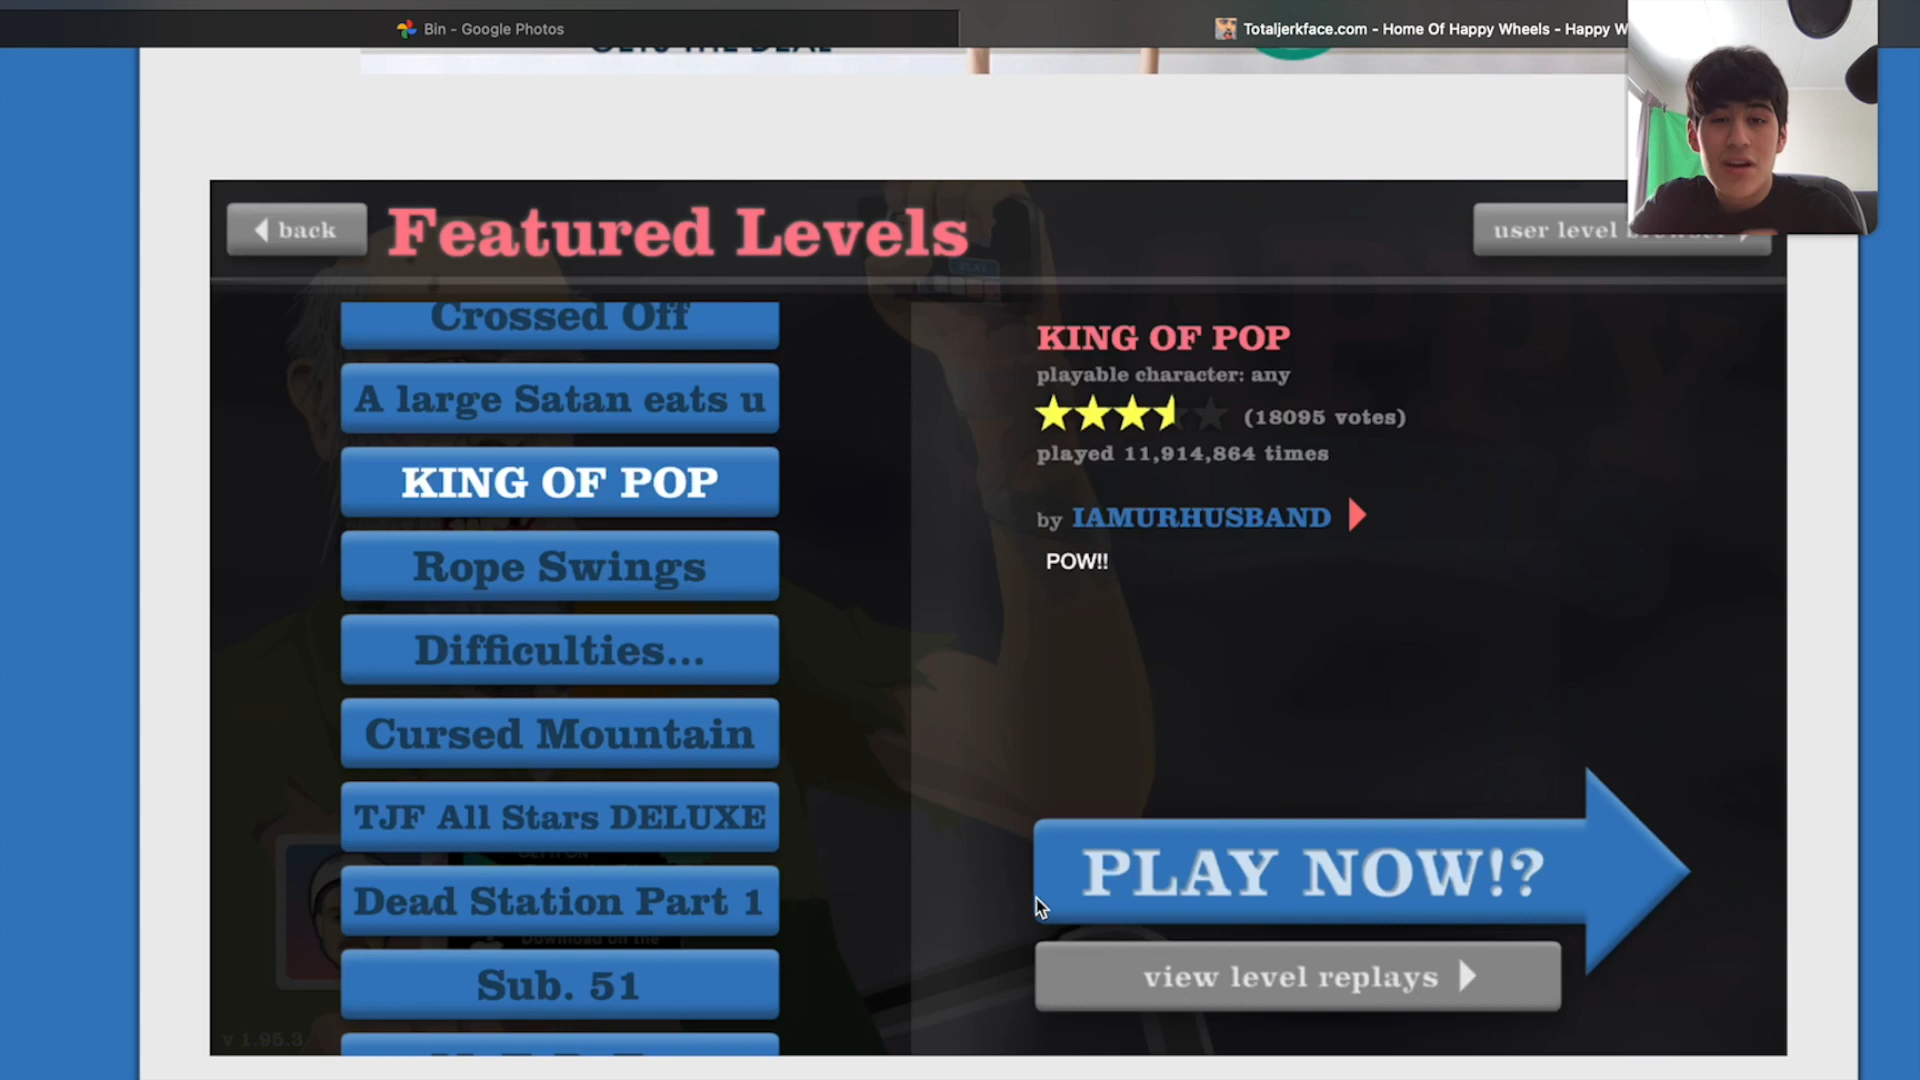 Bin - Google Photos
Totaljerkface.com - Home Of Happy Wheels - Happy W
back
Featured Levels
user level
Crossed Off
A large Satan eats u
KING OF POP
Rope Swings
Difficulties...
Cursed Mountain
TJF All Stars DELUXE
Dead Station Part 1
Sub. 51
v 1.95.3
KING OF POP
playable character: any
(18095 votes)
played 11,914,864 times
by IAMURHUSBAND
POW!!
PLAY NOW!?
view level replays